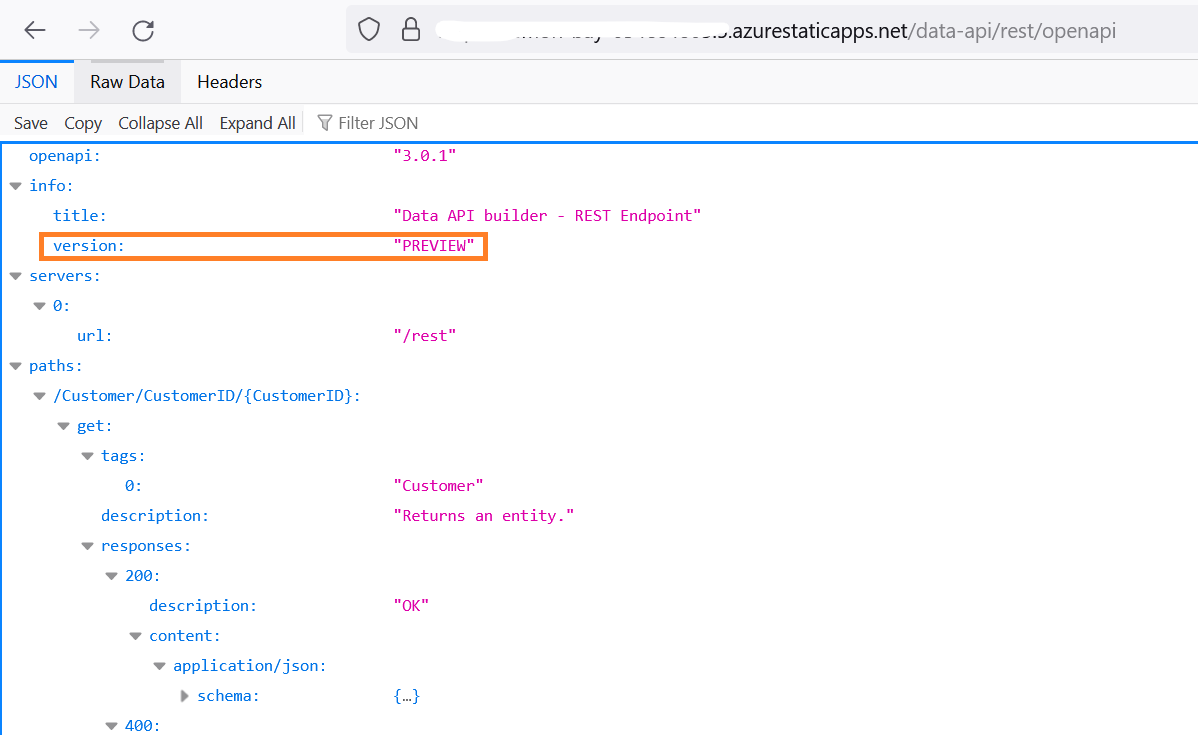 .azurestaticapps.net/data-api/rest/openapi
JSON Raw Data Headers
Save Copy Collapse All Expand All Filter JSON
openapi: "3.0.1"
info:
title: "Data API builder - REST Endpoint"
version: "PREVIEW"
servers:
0:
url: "/rest"
paths:
/Customer/CustomerID/{CustomerID}:
get:
tags:
0: "Customer"
description: "Returns an entity."
responses:
200:
description: "OK"
content:
application/json:
schema: {…}
400: